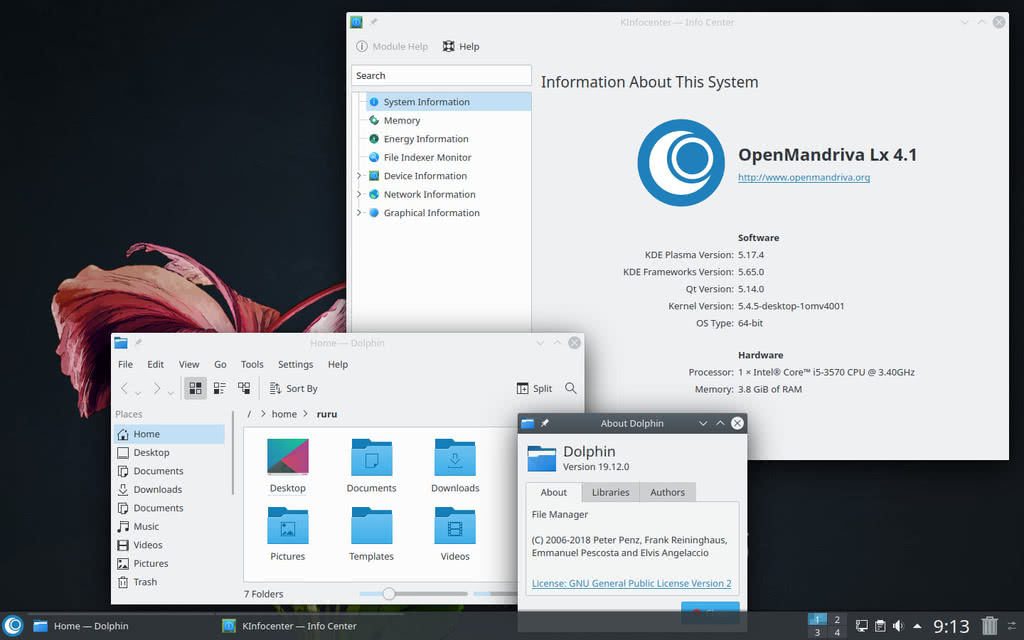 KInfocenter — Info Center
Module Help
Help
Search
System Information
Memory
Energy Information
File Indexer Monitor
Device Information
Network Information
Graphical Information
Information About This System
OpenMandriva Lx 4.1
http://www.openmandriva.org
Software
KDE Plasma Version: 5.17.4
KDE Frameworks Version: 5.65.0
Qt Version: 5.14.0
Kernel Version: 5.4.5-desktop-1omv4001
OS Type: 64-bit
Hardware
Processor: 1 × Intel® Core™ i5-3570 CPU @ 3.40GHz
Memory: 3.8 GiB of RAM
Home — Dolphin
File Edit View Go Tools Settings Help
Sort By Split
Places
Home
Desktop
Documents
Downloads
Documents
Music
Videos
Pictures
Trash
/ > home > ruru
Desktop Documents Downloads
Pictures Templates Videos
7 Folders
About Dolphin
Dolphin
Version 19.12.0
About Libraries Authors
File Manager
(C) 2006-2018 Peter Penz, Frank Reininghaus,
Emmanuel Pescosta and Elvis Angelaccio
License: GNU General Public License Version 2
Home — Dolphin
KInfocenter — Info Center
1 2
3 4
9:13